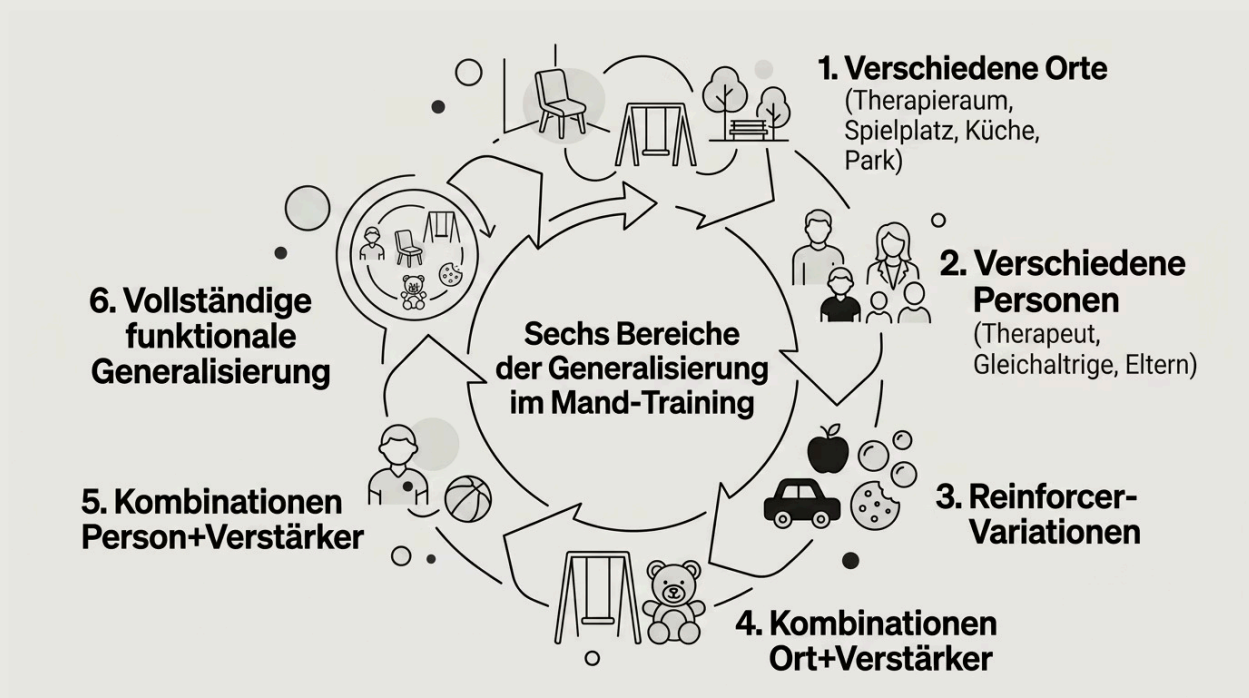 1. Verschiedene Orte
(Therapieraum,
Spielplatz, Küche,
Park)
2. Verschiedene
Personen
(Therapeut,
Gleichaltrige, Eltern)
3. Reinforcer-
Variationen
4. Kombinationen
Ort+Verstärker
5. Kombinationen
Person+Verstärker
6. Vollständige
funktionale
Generalisierung
Sechs Bereiche
der Generalisierung
im Mand-Training